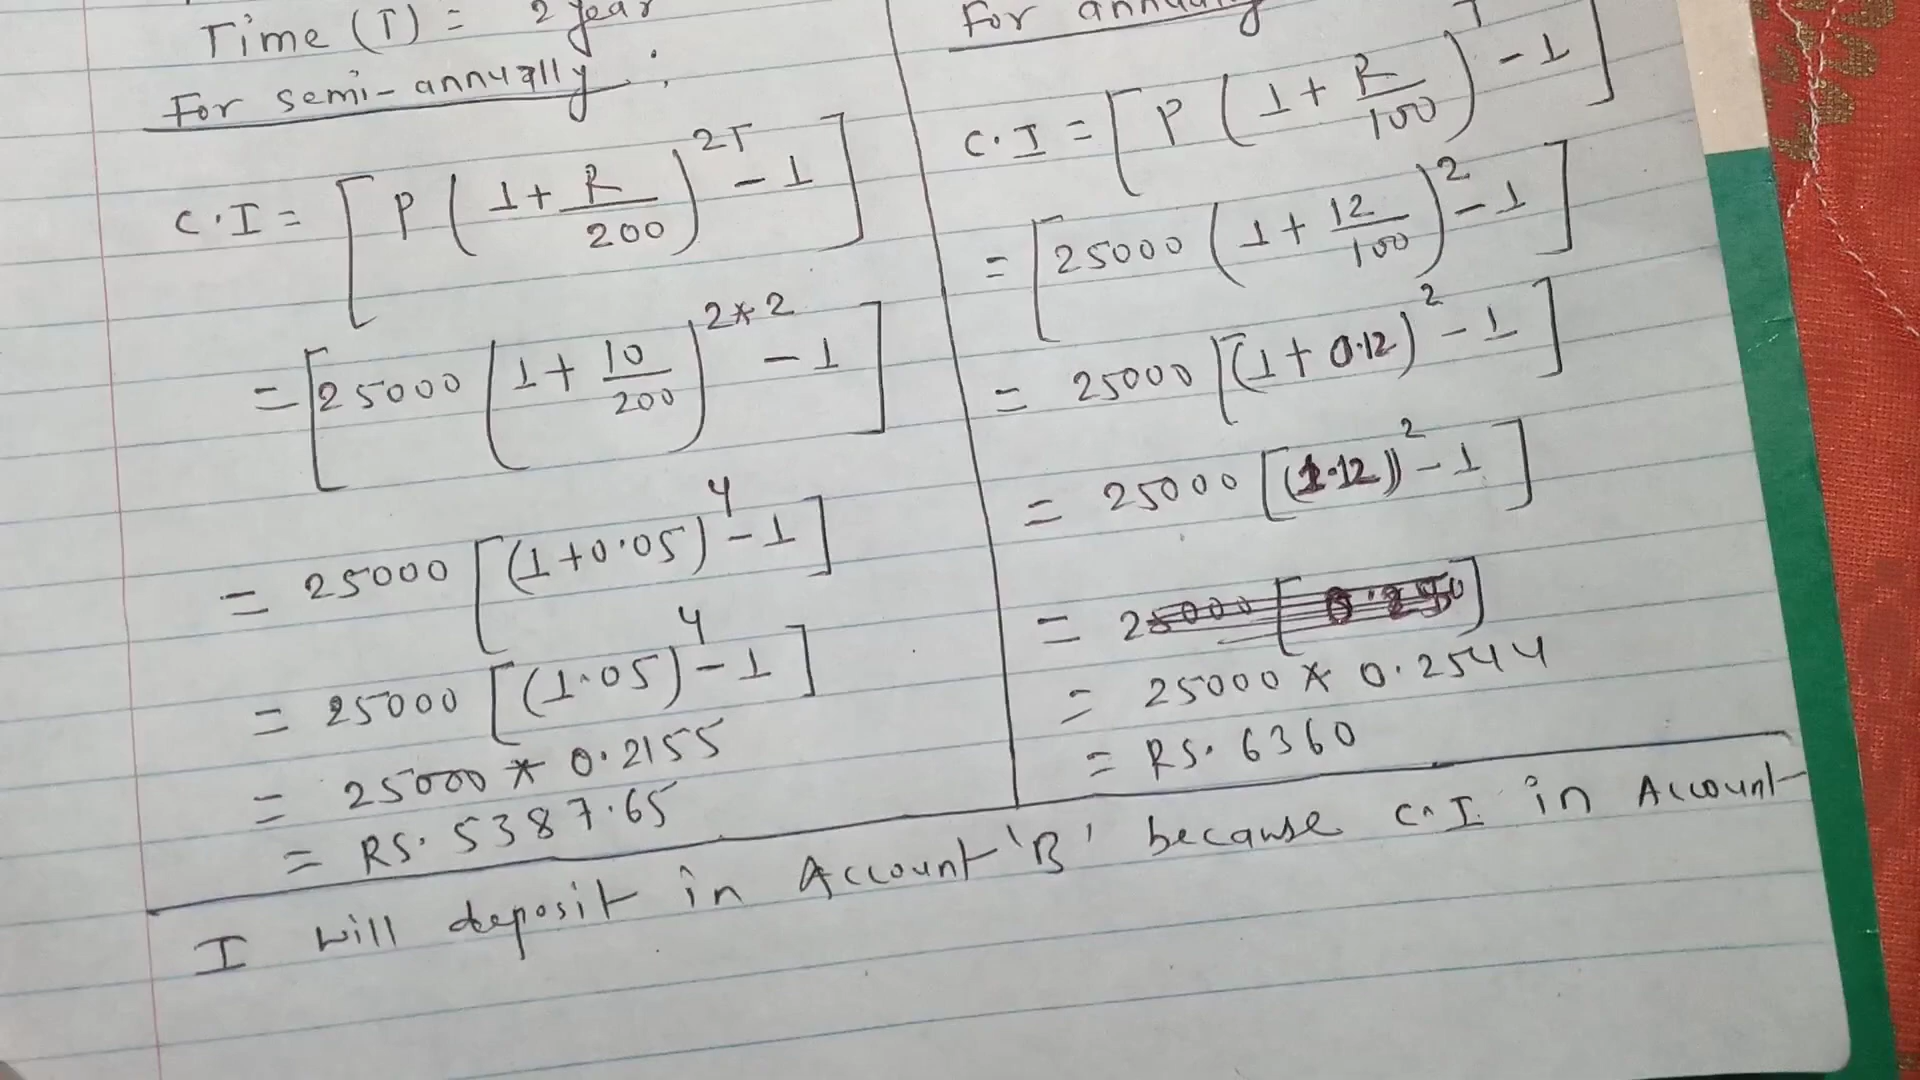 Time (T) = 2 year
For semi-annually :
C.I = [P(1+R/200)^2T - 1]
= [25000(1+10/200)^2*2 - 1]
= 25000[(1+0.05)^4 - 1]
= 25000[(1.05)^4 - 1]
= 25000 * 0.2155
= RS. 5387.65
For annually
C.I = [P(1+R/100)^T - 1]
= [25000(1+12/100)^2 - 1]
= 25000[(1+0.12)^2 - 1]
= 25000[(1.12))^2 - 1]
= 25000 [
= 25000 * 0.2544
= RS. 6360
I will deposit in Account 'B' because C.I. in Account